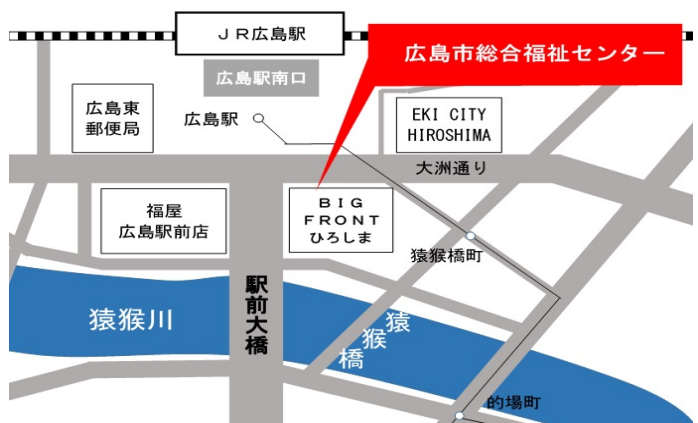 JR広島駅
広島市総合福祉センター
広島駅南口
広島東
郵便局
広島駅
EKI CITY
HIROSHIMA
大洲通り
福屋
広島駅前店
BIG
FRONT
ひろしま
猿猴橋町
駅前大橋
猿猴川
猿猴橋
的場町